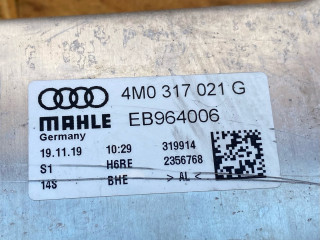 4M0 317 021 G
MAHLE EB964006
Germany
19.11.19 10:29 319914
S1 H6RE 2356768
14S BHE > AL <